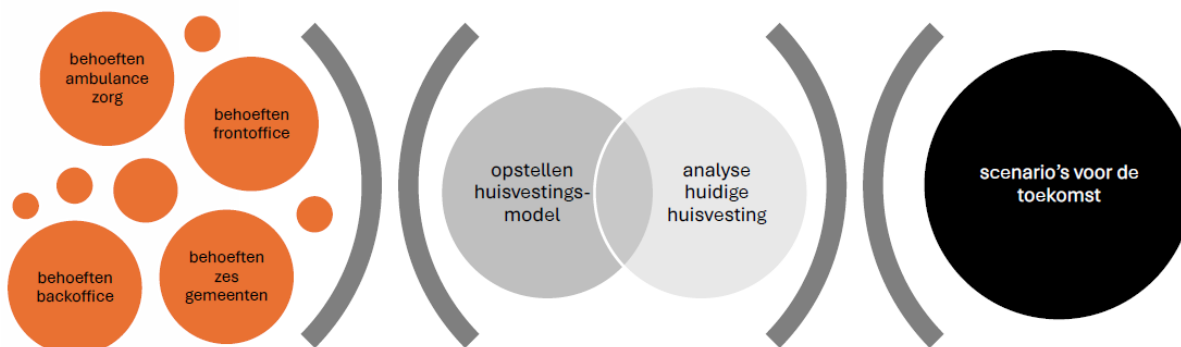 behoeften
ambulance
zorg
behoeften
frontoffice
behoeften
backoffice
behoeften
zes
gemeenten
opstellen
huisvestings-
model
analyse
huidige
huisvesting
scenario's voor de
toekomst